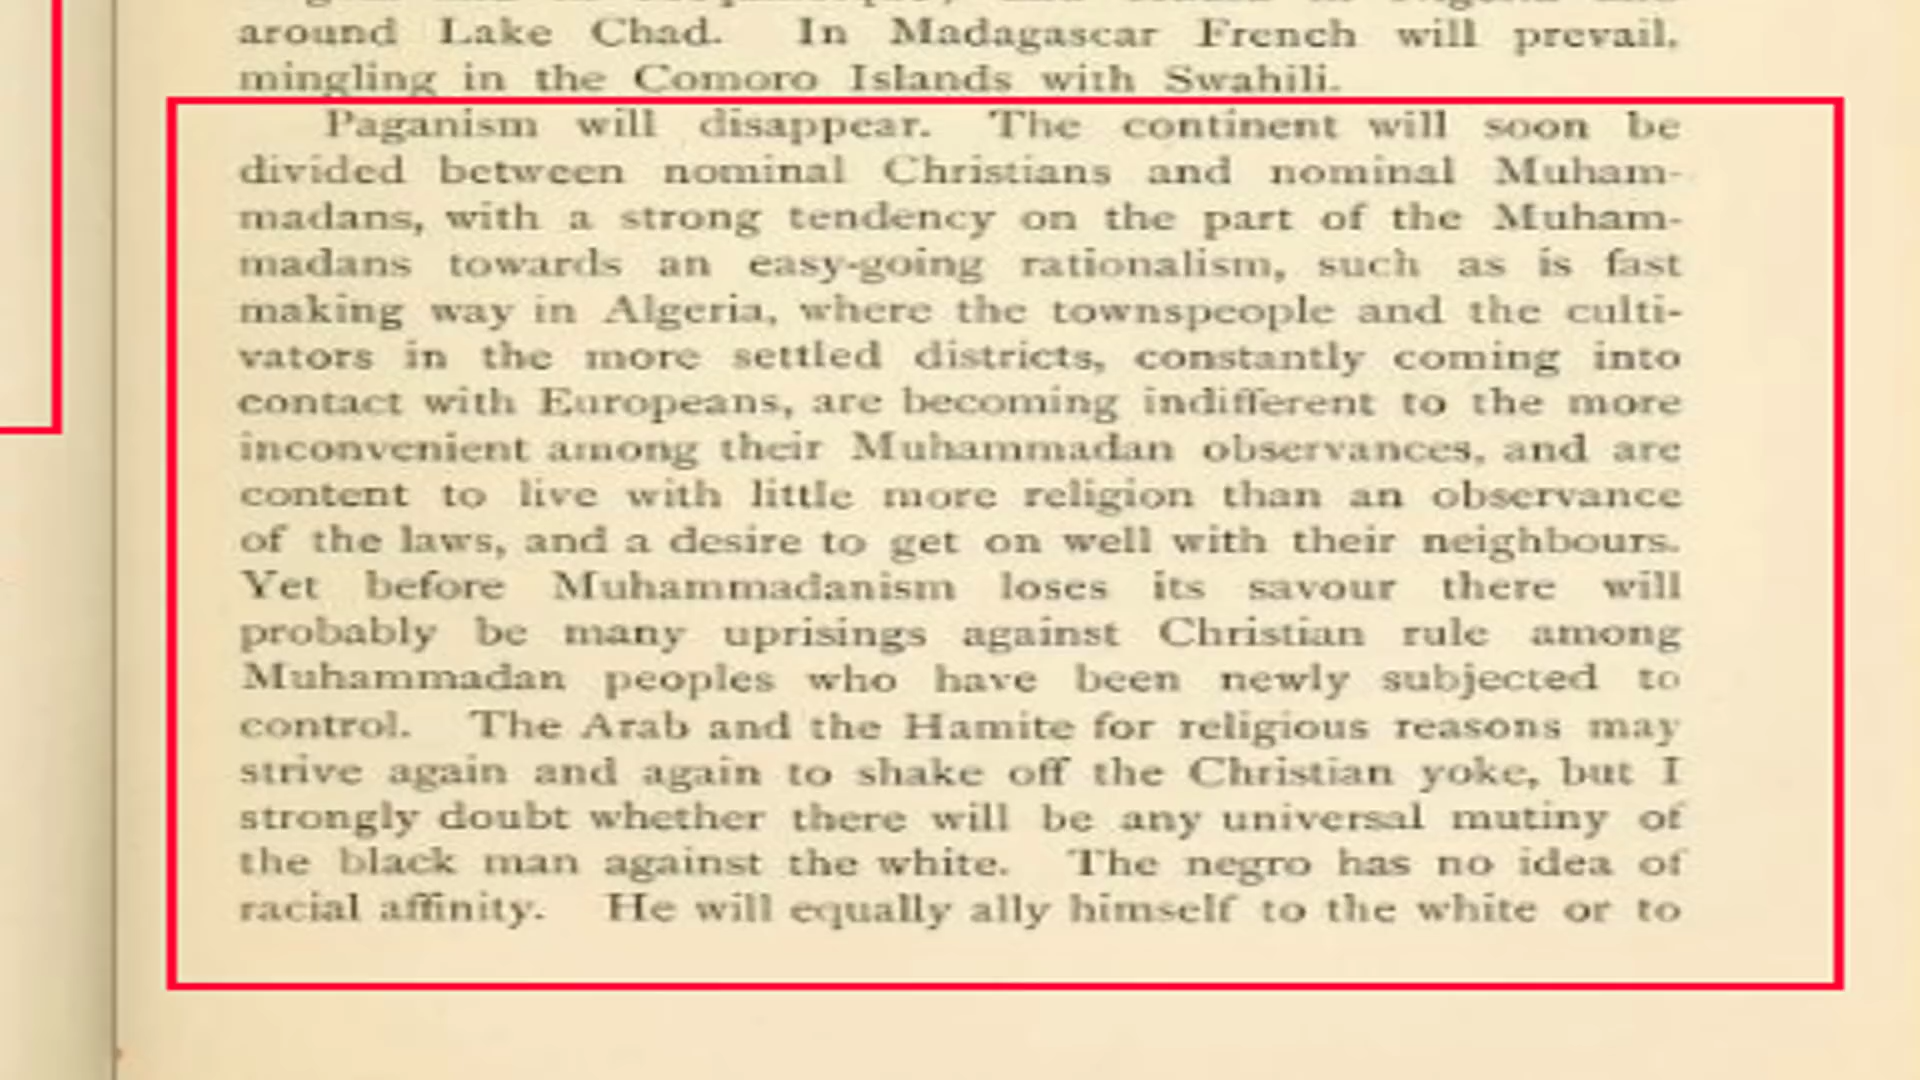 around Lake Chad. In Madagascar French will prevail,
mingling in the Comoro Islands with Swahili.
Paganism will disappear. The continent will soon be
divided between nominal Christians and nominal Muham-
madans, with a strong tendency on the part of the Muham-
madans towards an easy-going rationalism, such as is fast
making way in Algeria, where the townspeople and the culti-
vators in the more settled districts, constantly coming into
contact with Europeans, are becoming indifferent to the more
inconvenient among their Muhammadan observances, and are
content to live with little more religion than an observance
of the laws, and a desire to get on well with their neighbours.
Yet before Muhammadanism loses its savour there will
probably be many uprisings against Christian rule among
Muhammadan peoples who have been newly subjected to
control. The Arab and the Hamite for religious reasons may
strive again and again to shake off the Christian yoke, but I
strongly doubt whether there will be any universal mutiny of
the black man against the white. The negro has no idea of
racial affinity. He will equally ally himself to the white or to